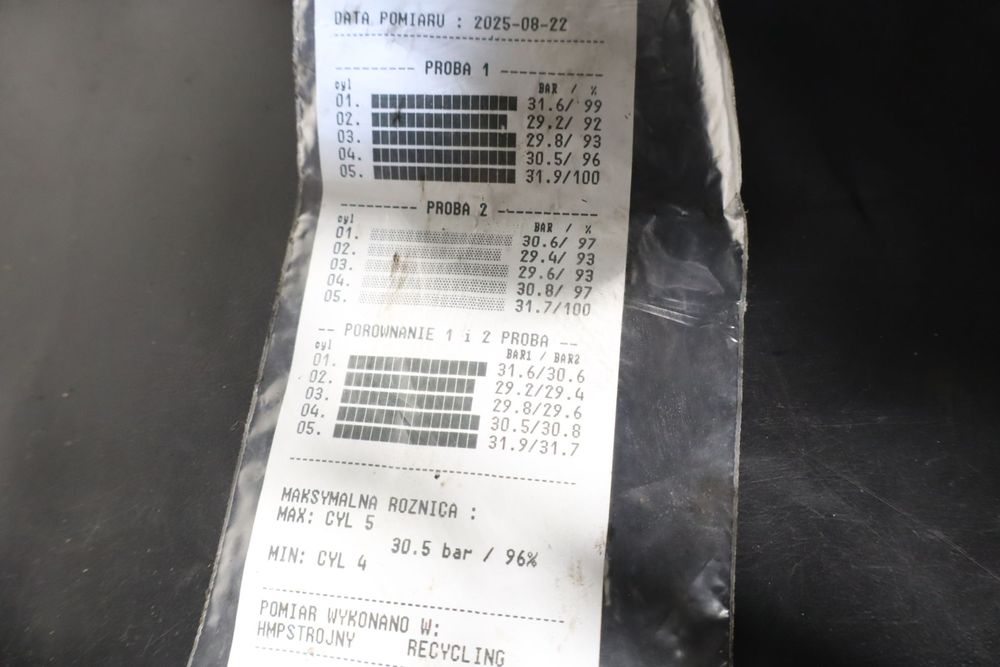 DATA POMIARU : 2025-08-22
PROBA 1
cyl BAR / %
01. 31.6/ 99
02. 29.2/ 92
03. 29.8/ 93
04. 30.5/ 96
05. 31.9/100
PROBA 2
cyl BAR / %
01. 30.6/ 97
02. 29.4/ 93
03. 29.6/ 93
04. 30.8/ 97
05. 31.7/100
-- POROWNANIE 1 i 2 PROBA --
cyl BAR1 / BAR2
01. 31.6/30.6
02. 29.2/29.4
03. 29.8/29.6
04. 30.5/30.8
05. 31.9/31.7
MAKSYMALNA ROZNICA :
MAX: CYL 5
30.5 bar / 96%
MIN: CYL 4
POMIAR WYKONANO W:
HMPSTROJNY RECYCLING